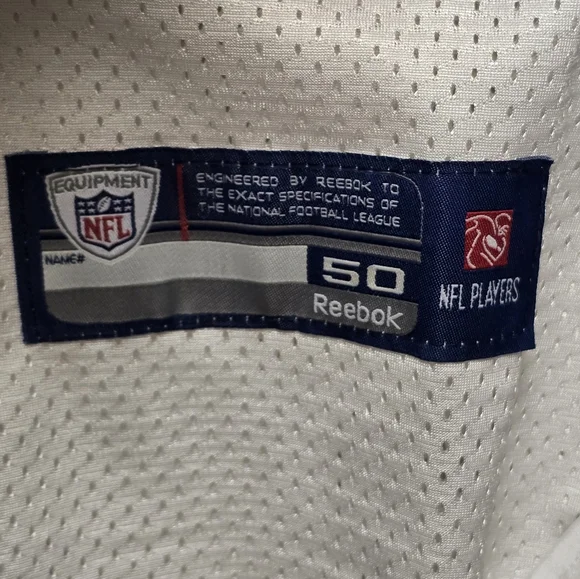 EQUIPMENT
NFL
ENGINEERED BY REEBOK TO
THE EXACT SPECIFICATIONS OF
THE NATIONAL FOOTBALL LEAGUE
NAME#
50
Reebok
NFL PLAYERS